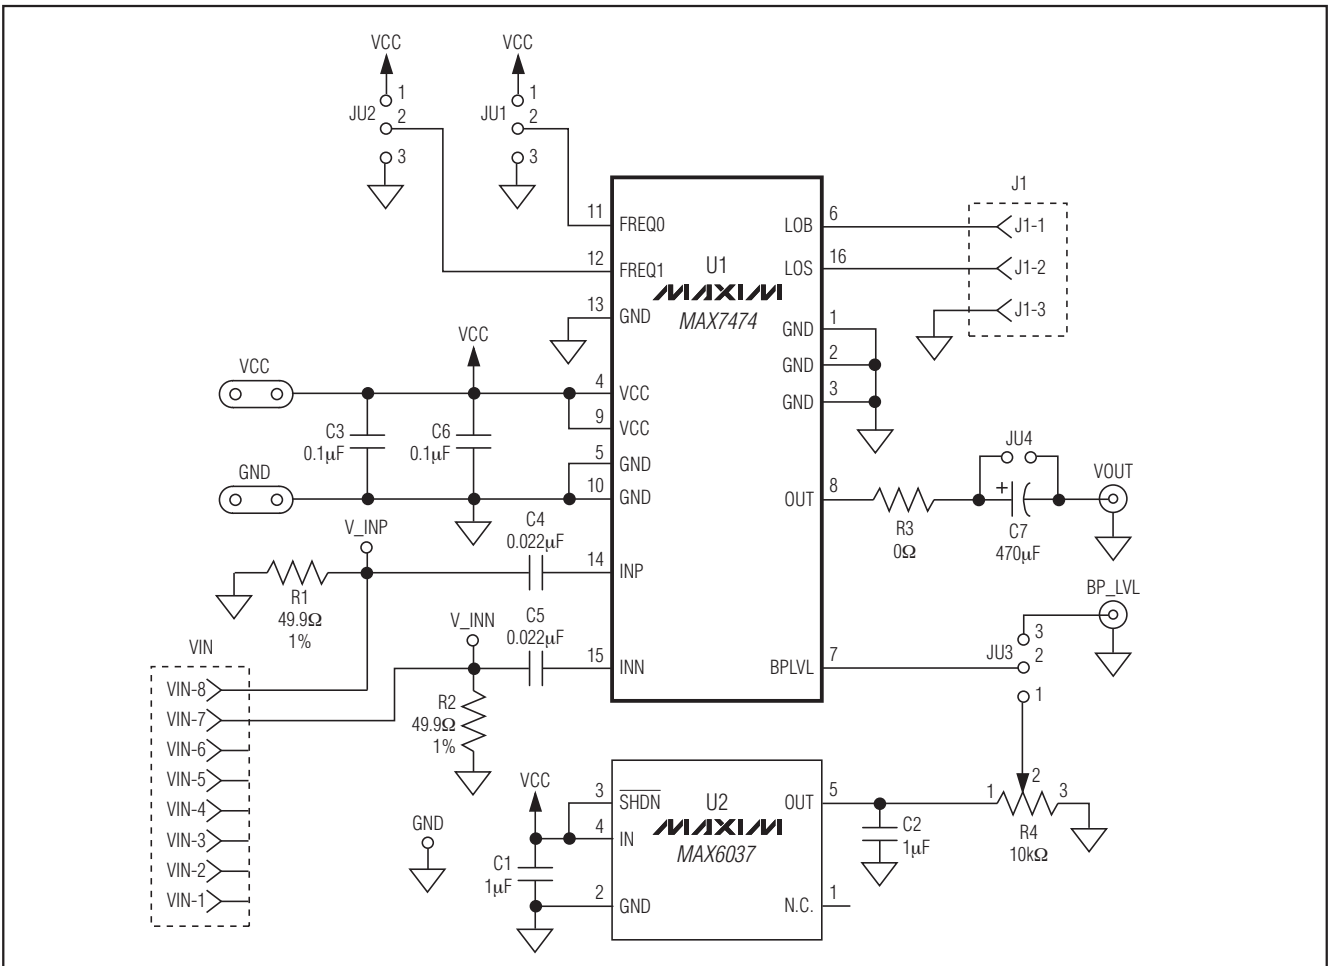 VCC
VCC
1
JU2
2
3
1
JU1
2
3
11
FREQ0
12
FREQ1
13
GND
U1
MAXIM
MAX7474
LOB
6
LOS
16
J1
J1-1
J1-2
J1-3
GND
1
GND
2
GND
3
VCC
VCC
4
VCC
9
VCC
C3
0.1µF
C6
0.1µF
5
GND
10
GND
GND
OUT
8
R3
0Ω
JU4
+
C7
470µF
VOUT
V_INP
C4
0.022µF
14
INP
R1
49.9Ω
1%
V_INN
C5
0.022µF
15
INN
BPLVL
7
BP_LVL
JU3
3
2
1
VIN
VIN-8
VIN-7
VIN-6
VIN-5
VIN-4
VIN-3
VIN-2
VIN-1
R2
49.9Ω
1%
GND
VCC
C1
1µF
3
SHDN
4
IN
2
GND
U2
MAXIM
MAX6037
OUT
5
N.C.
1
C2
1µF
1
2
3
R4
10kΩ